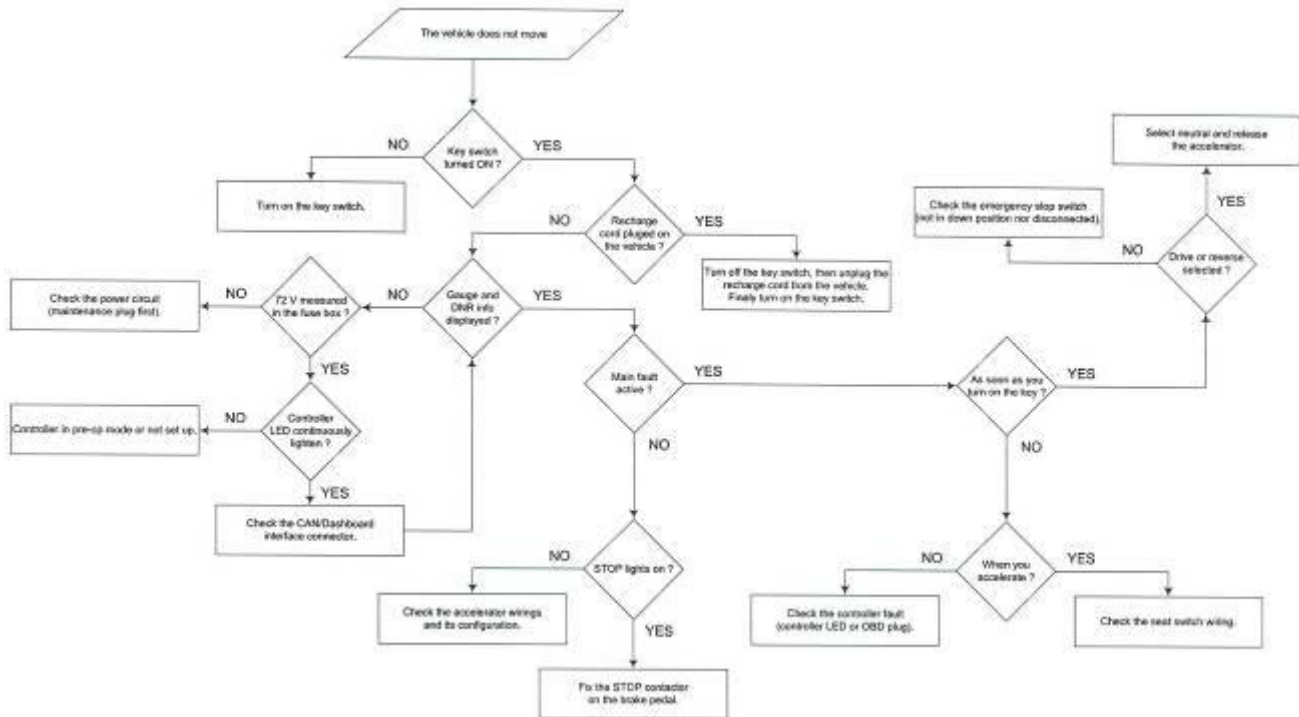 The vehicle does not move
Key switch
turned ON ?
NO
YES
Turn on the key switch.
Recharge
cord pluged on
the vehicle ?
NO
YES
Turn off the key switch, then unplug the
recharge cord from the vehicle.
Finaly turn on the key switch.
Gauge and
DNR info
displayed ?
NO
YES
72 V measured
in the fuse box ?
NO
YES
Check the power circuit
(maintenance plug first).
Controller
LED continuously
lighten ?
NO
YES
Controller in pre-op mode or not set up.
Check the CAN/Dashboard
interface connector.
Main fault
active ?
YES
NO
STOP lights on ?
NO
YES
Check the accelerator wirings
and its configuration.
Fix the STOP contactor
on the brake pedal.
As soon as you
turn on the key ?
YES
NO
Drive or reverse
selected ?
NO
YES
Check the emergency stop switch
(not in down position nor disconnected).
Select neutral and release
the accelerator.
When you
accelerate ?
NO
YES
Check the controller fault
(controller LED or OBD plug).
Check the seat switch wiring.